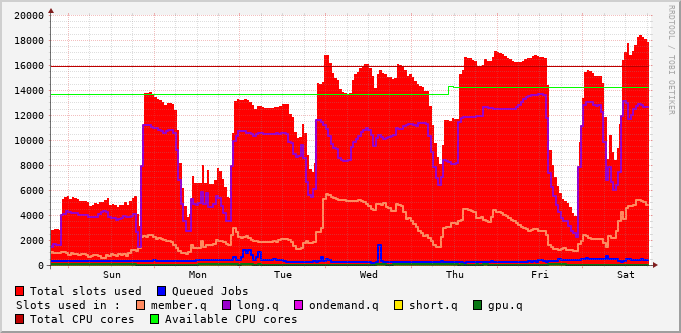 20000
18000
16000
14000
12000
10000
8000
6000
4000
2000
0
Sun Mon Tue Wed Thu Fri Sat
RRDTOOL / TOBI OETIKER
Total slots used Queued Jobs
Slots used in : member.q long.q ondemand.q short.q gpu.q
Total CPU cores Available CPU cores